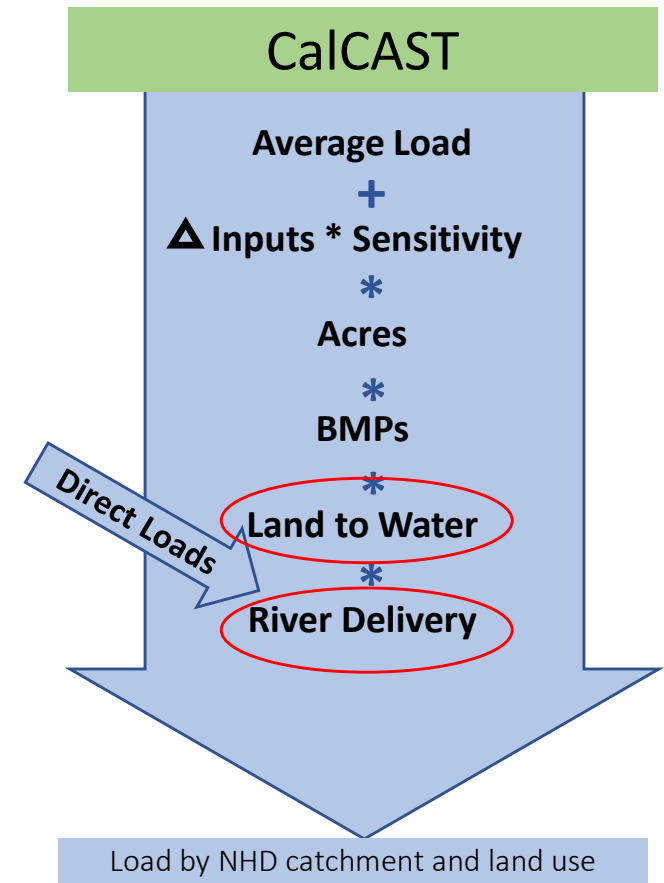 CalCAST
Average Load
+
Δ Inputs * Sensitivity
*
Acres
*
BMPs
*
Direct Loads
Land to Water
*
River Delivery
Load by NHD catchment and land use